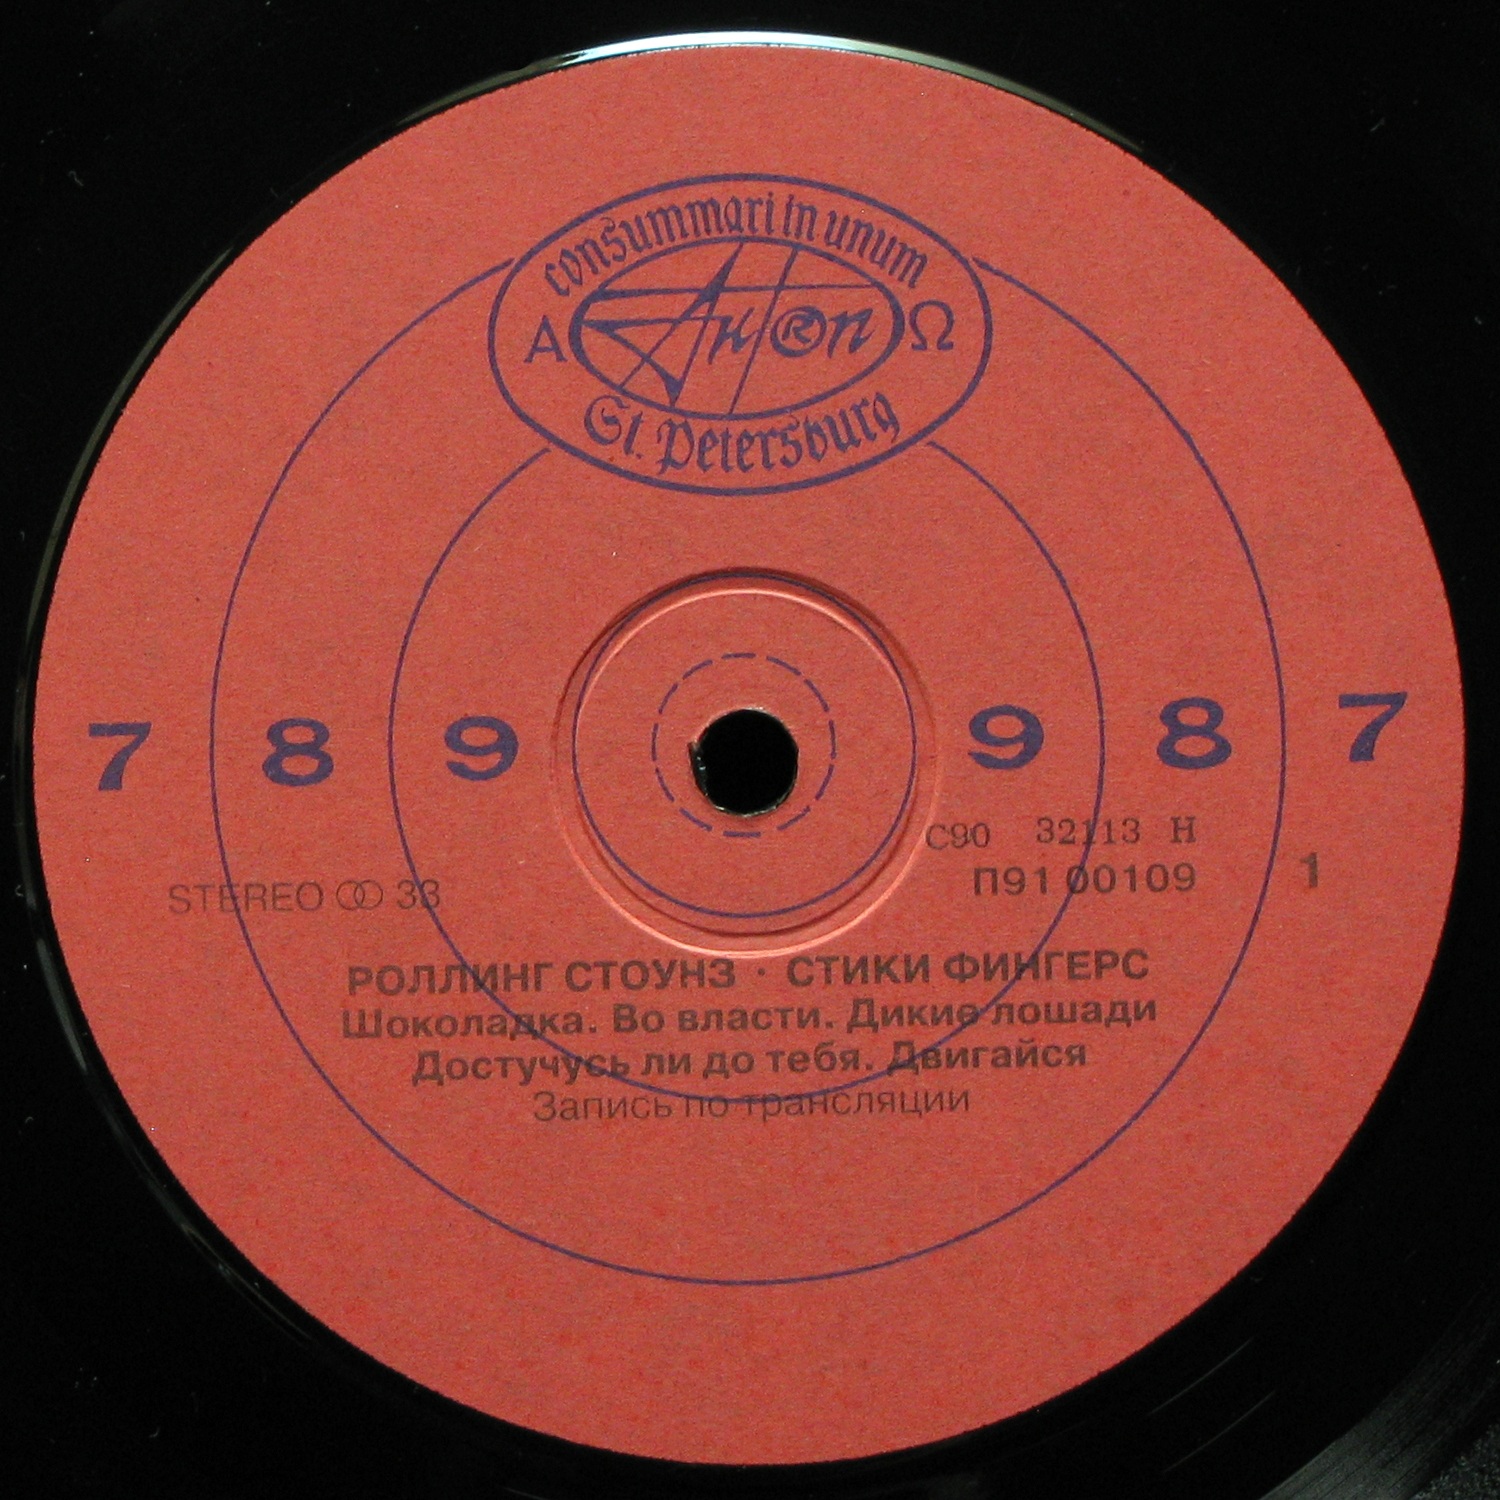 consummari in unum
А АнТроп Ω
®
St. Petersburg
7 8 9 9 8 7
С90 32113 Н
П91 00109 1
STEREO 33
РОЛЛИНГ СТОУНЗ · СТИКИ ФИНГЕРС
Шоколадка. Во власти. Дикие лошади
Достучусь ли до тебя. Двигайся
Запись по трансляции